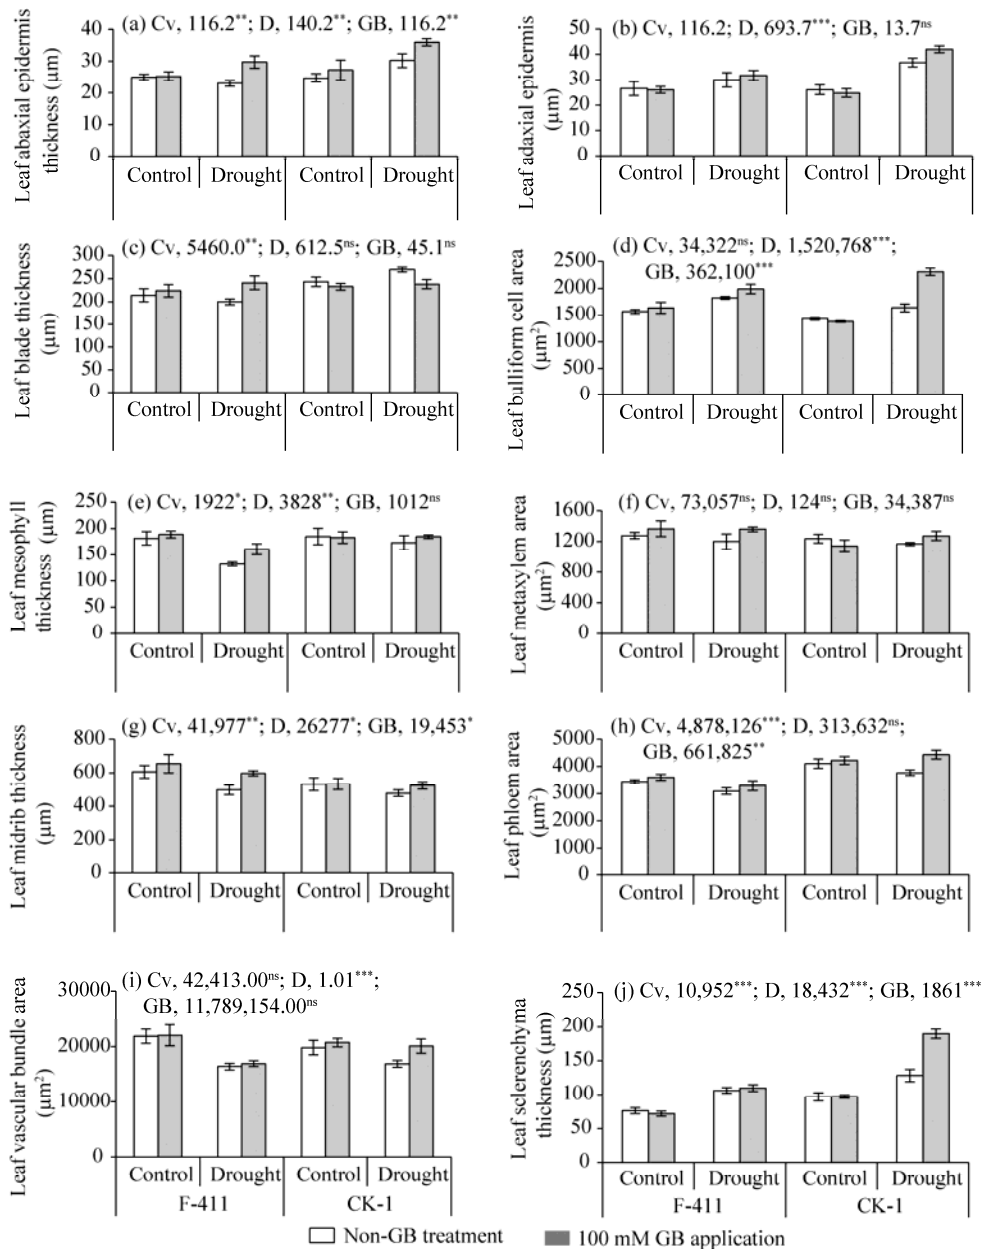 (a) Cv, 116.2**; D, 140.2**; GB, 116.2**
Leaf abaxial epidermis
thickness (μm)
40
30
20
10
0
Control Drought Control Drought
(b) Cv, 116.2; D, 693.7***; GB, 13.7ns
Leaf adaxial epidermis
(μm)
50
40
30
20
10
0
Control Drought Control Drought
(c) Cv, 5460.0**; D, 612.5ns; GB, 45.1ns
Leaf blade thickness
(μm)
300
250
200
150
100
50
0
Control Drought Control Drought
(d) Cv, 34,322ns; D, 1,520,768***;
GB, 362,100***
Leaf bulliform cell area
(μm²)
2500
2000
1500
1000
500
0
Control Drought Control Drought
(e) Cv, 1922*; D, 3828**; GB, 1012ns
Leaf mesophyll
thickness (μm)
250
200
150
100
50
0
Control Drought Control Drought
(f) Cv, 73,057ns; D, 124ns; GB, 34,387ns
Leaf metaxylem area
(μm²)
1600
1200
800
400
0
Control Drought Control Drought
(g) Cv, 41,977**; D, 26277*; GB, 19,453*
Leaf midrib thickness
(μm)
800
600
400
200
0
Control Drought Control Drought
(h) Cv, 4,878,126***; D, 313,632ns;
GB, 661,825**
Leaf phloem area
(μm²)
5000
4000
3000
2000
1000
0
Control Drought Control Drought
(i) Cv, 42,413.00ns; D, 1.01***;
GB, 11,789,154.00ns
Leaf vascular bundle area
(μm²)
30000
20000
10000
0
Control Drought Control Drought
F-411 CK-1
(j) Cv, 10,952***; D, 18,432***; GB, 1861***
Leaf sclerenchyma
thickness (μm)
250
200
150
100
50
0
Control Drought Control Drought
F-411 CK-1
Non-GB treatment 100 mM GB application